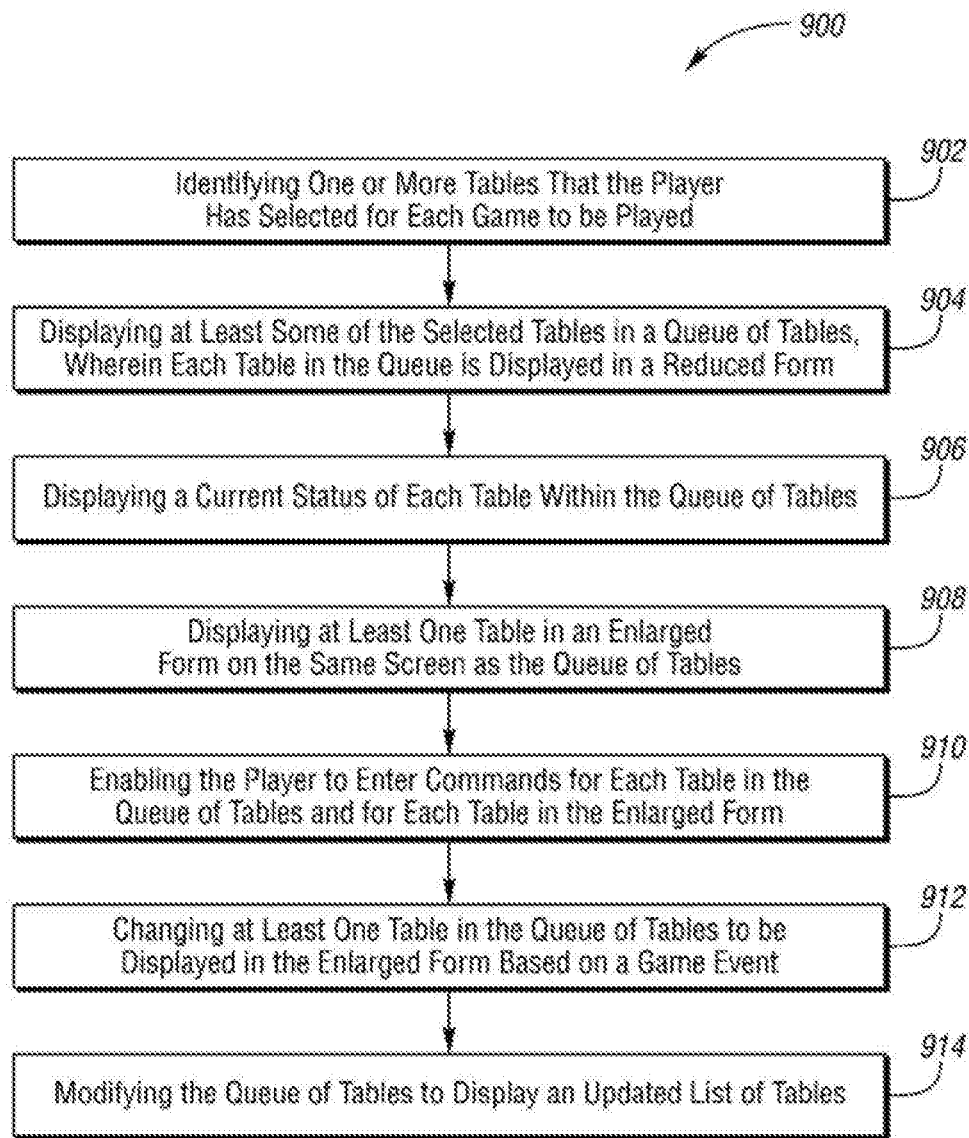 900
902
Identifying One or More Tables That the Player
Has Selected for Each Game to be Played
904
Displaying at Least Some of the Selected Tables in a Queue of Tables,
Wherein Each Table in the Queue is Displayed in a Reduced Form
906
Displaying a Current Status of Each Table Within the Queue of Tables
908
Displaying at Least One Table in an Enlarged
Form on the Same Screen as the Queue of Tables
910
Enabling the Player to Enter Commands for Each Table in the
Queue of Tables and for Each Table in the Enlarged Form
912
Changing at Least One Table in the Queue of Tables to be
Displayed in the Enlarged Form Based on a Game Event
914
Modifying the Queue of Tables to Display an Updated List of Tables